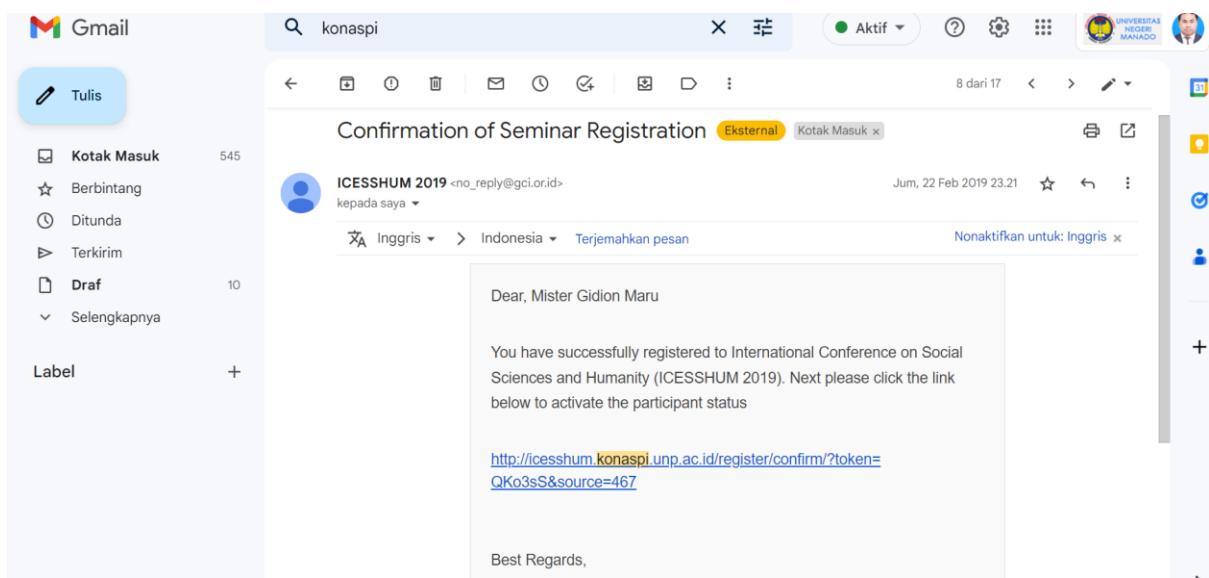 Gmail
konaspi
Aktif
UNIVERSITAS
NEGERI
MANADO
Tulis
8 dari 17
31
Confirmation of Seminar Registration Eksternal Kotak Masuk x
Kotak Masuk 545
Berbintang
Ditunda
Terkirim
Draf 10
Selengkapnya
Label
ICESSHUM 2019 <no_reply@gci.or.id> Jum, 22 Feb 2019 23.21
kepada saya
Inggris > Indonesia Terjemahkan pesan Nonaktifkan untuk: Inggris x
Dear, Mister Gidion Maru
You have successfully registered to International Conference on Social
Sciences and Humanity (ICESSHUM 2019). Next please click the link
below to activate the participant status
http://icesshum.konaspi.unp.ac.id/register/confirm/?token=
QKo3sS&source=467
Best Regards,